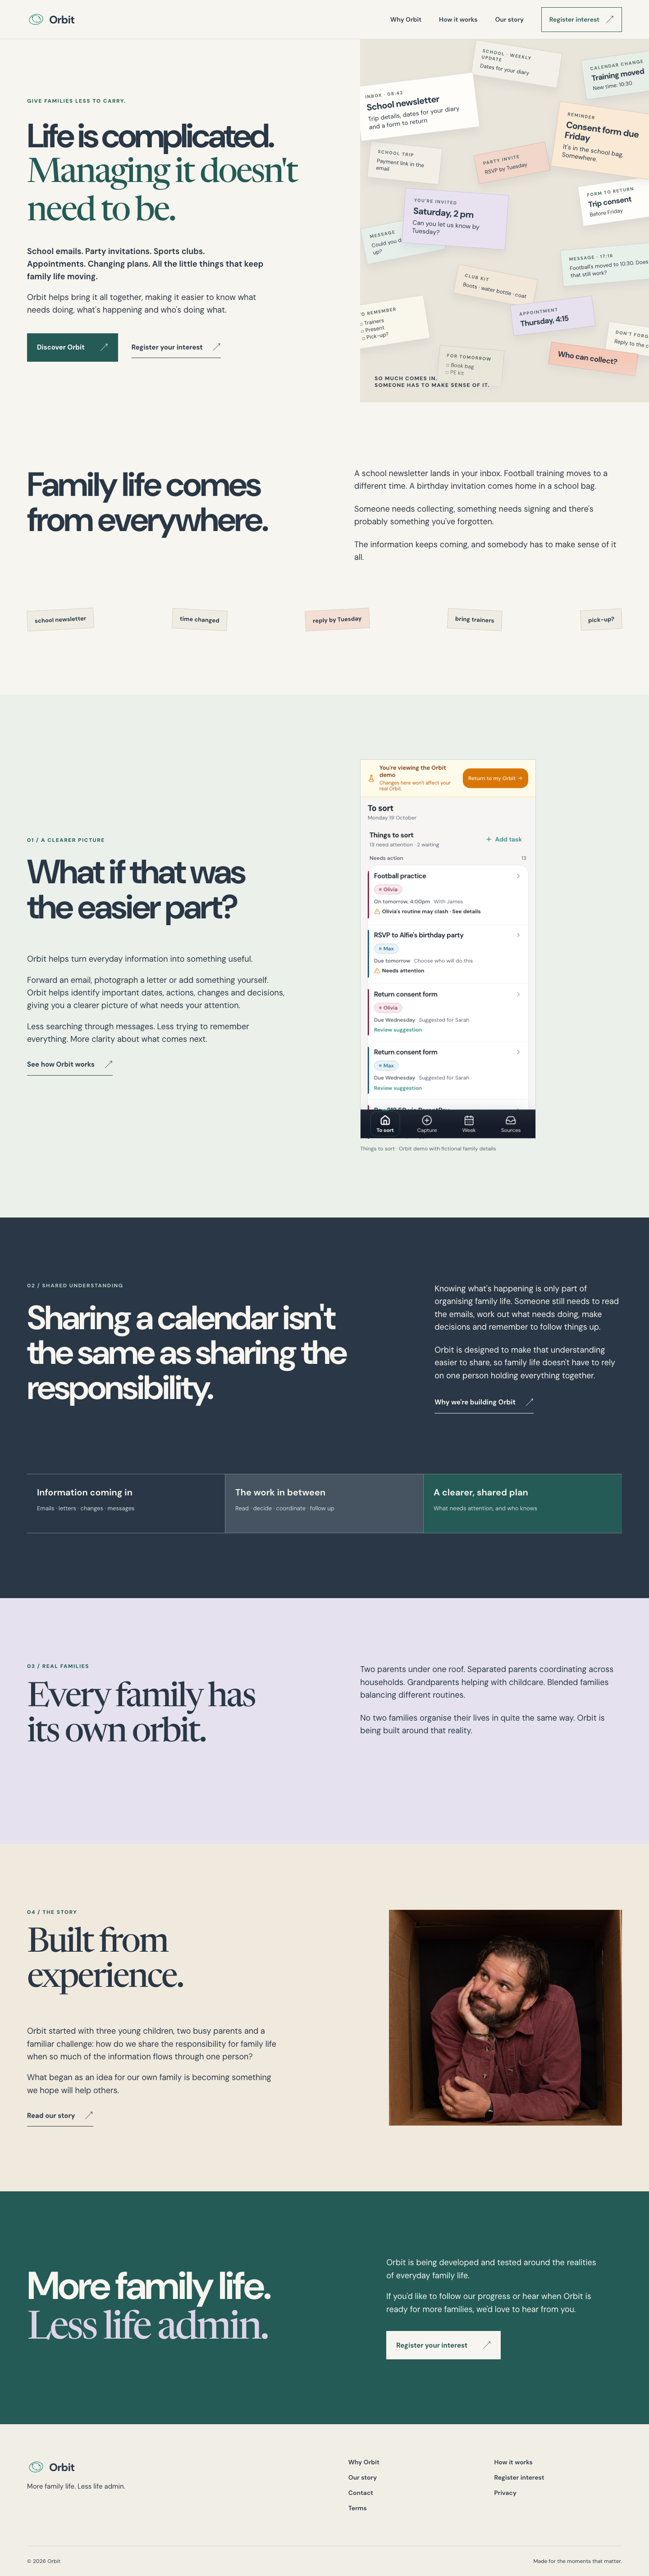 Orbit
Why Orbit
How it works
Our story
Register interest
GIVE FAMILIES LESS TO CARRY.
Life is complicated.
Managing it doesn't
need to be.
School emails. Party invitations. Sports clubs.
Appointments. Changing plans. All the little things that keep
family life moving.
Orbit helps bring it all together, making it easier to know what
needs doing, what's happening and who's doing what.
Discover Orbit
Register your interest
SCHOOL · WEEKLY
UPDATE
Dates for your diary
CALENDAR CHANGE
Training moved
New time: 10:30
INBOX · 08:42
School newsletter
Trip details, dates for your diary
and a form to return
REMINDER
Consent form due
Friday
It's in the school bag.
Somewhere.
SCHOOL TRIP
Payment link in the
email
PARTY INVITE
RSVP by Tuesday
FORM TO RETURN
Trip consent
Before Friday
YOU'RE INVITED
Saturday, 2 pm
Can you let us know by
Tuesday?
MESSAGE
Could you
up?
MESSAGE · 17:16
Football's moved to 10:30. Does
that still work?
CLUB KIT
Boots · water bottle · coat
TO REMEMBER
Trainers
Present
Pick-up?
APPOINTMENT
Thursday, 4:15
DON'T FORG
Reply to the c
FOR TOMORROW
Book bag
PE kit
Who can collect?
SO MUCH COMES IN.
SOMEONE HAS TO MAKE SENSE OF IT.
Family life comes
from everywhere.
A school newsletter lands in your inbox. Football training moves to a
different time. A birthday invitation comes home in a school bag.
Someone needs collecting, something needs signing and there's
probably something you've forgotten.
The information keeps coming, and somebody has to make sense of it
all.
school newsletter
time changed
reply by Tuesday
bring trainers
pick-up?
01 / A CLEARER PICTURE
What if that was
the easier part?
Orbit helps turn everyday information into something useful.
Forward an email, photograph a letter or add something yourself.
Orbit helps identify important dates, actions, changes and decisions,
giving you a clearer picture of what needs your attention.
Less searching through messages. Less trying to remember
everything. More clarity about what comes next.
See how Orbit works
You're viewing the Orbit
demo
Changes here won't affect your
real Orbit.
Return to my Orbit →
To sort
Monday 19 October
Things to sort
13 need attention · 2 waiting
+ Add task
Needs action
13
Football practice
Olivia
On tomorrow, 4:00pm With James
Olivia's routine may clash · See details
RSVP to Alfie's birthday party
Max
Due tomorrow Choose who will do this
Needs attention
Return consent form
Olivia
Due Wednesday Suggested for Sarah
Review suggestion
Return consent form
Max
Due Wednesday Suggested for Sarah
Review suggestion
To sort
Capture
Week
Sources
Things to sort · Orbit demo with fictional family details
02 / SHARED UNDERSTANDING
Sharing a calendar isn't
the same as sharing the
responsibility.
Knowing what's happening is only part of
organising family life. Someone still needs to read
the emails, work out what needs doing, make
decisions and remember to follow things up.
Orbit is designed to make that understanding
easier to share, so family life doesn't have to rely
on one person holding everything together.
Why we're building Orbit
Information coming in
Emails · letters · changes · messages
The work in between
Read · decide · coordinate · follow up
A clearer, shared plan
What needs attention, and who knows
03 / REAL FAMILIES
Every family has
its own orbit.
Two parents under one roof. Separated parents coordinating across
households. Grandparents helping with childcare. Blended families
balancing different routines.
No two families organise their lives in quite the same way. Orbit is
being built around that reality.
04 / THE STORY
Built from
experience.
Orbit started with three young children, two busy parents and a
familiar challenge: how do we share the responsibility for family life
when so much of the information flows through one person?
What began as an idea for our own family is becoming something
we hope will help others.
Read our story
More family life.
Less life admin.
Orbit is being developed and tested around the realities
of everyday family life.
If you'd like to follow our progress or hear when Orbit is
ready for more families, we'd love to hear from you.
Register your interest
Orbit
More family life. Less life admin.
Why Orbit
How it works
Our story
Register interest
Contact
Privacy
Terms
© 2026 Orbit
Made for the moments that matter.